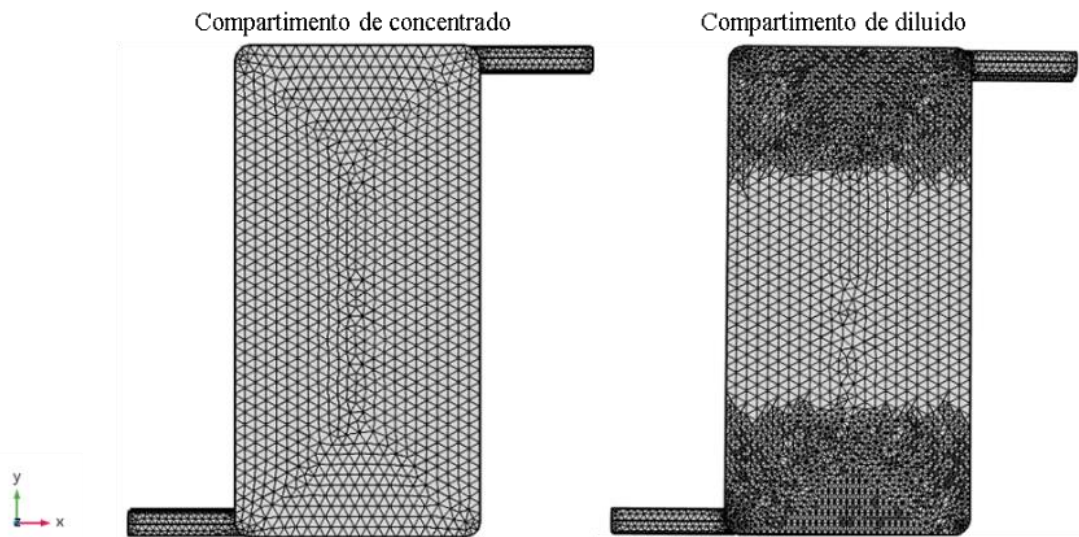 Compartimento de concentrado
Compartimento de diluido
y
z
x